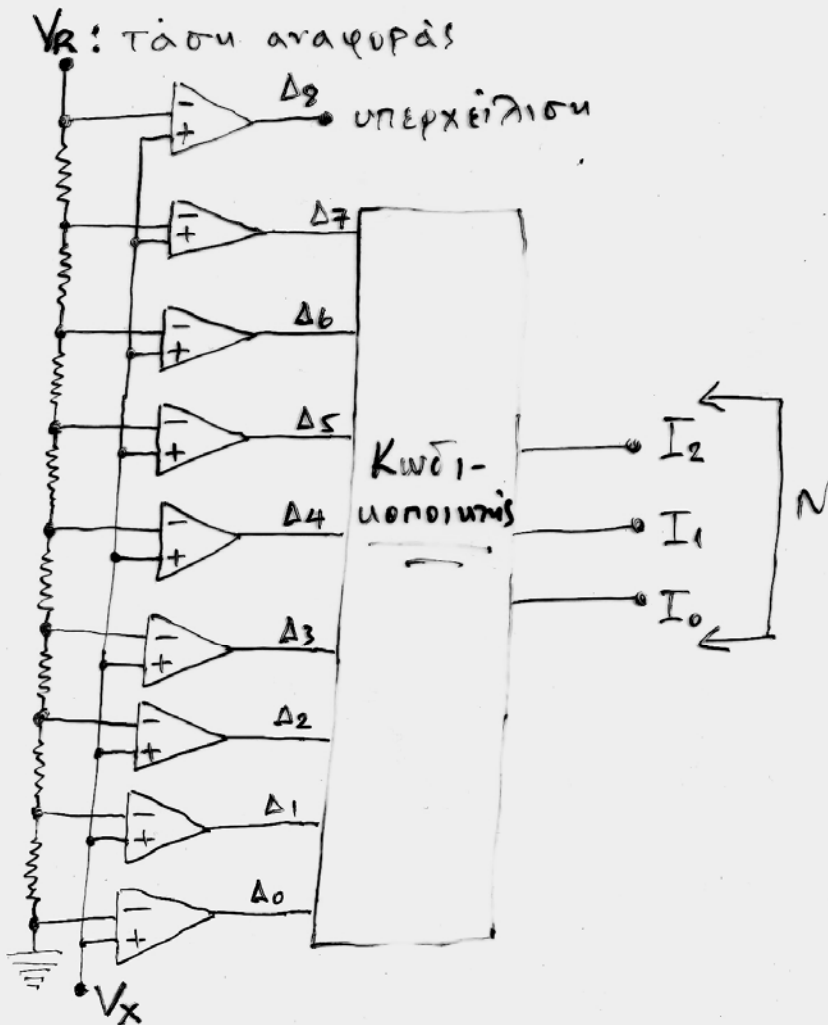 VR: τάση αναφοράς
Δ8
υπερχείλιση
Δ7
Δ6
Δ5
Δ4
Δ3
Δ2
Δ1
Δ0
Κωδι-
κοποιητής
I2
I1
I0
N
VX
- +
- +
- +
- +
- +
- +
- +
- +
- +